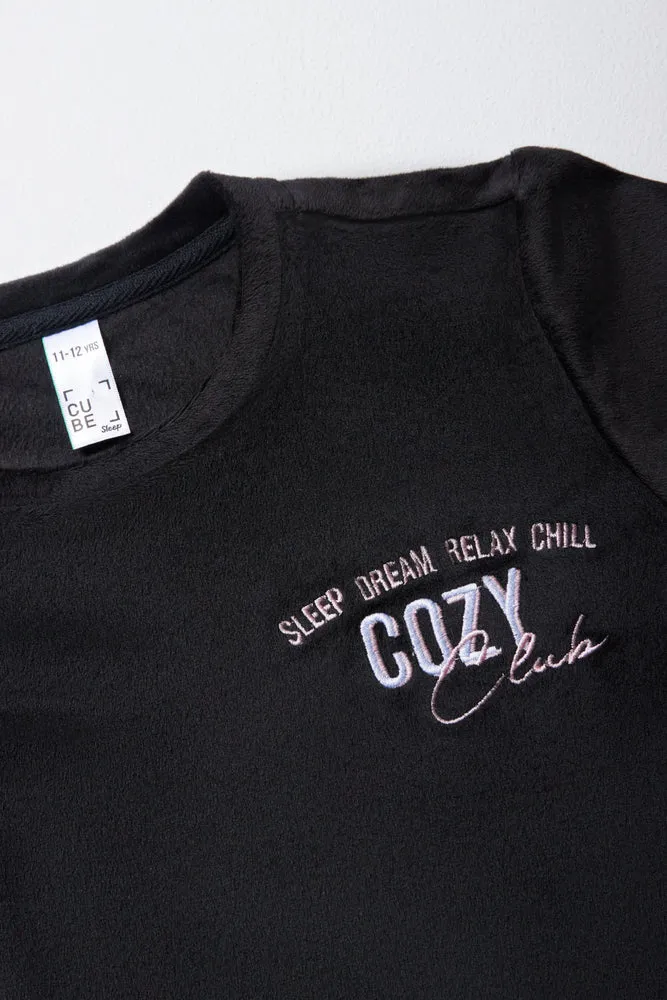 11-12 YRS
CU
BE
Sleep
SLEEP DREAM RELAX CHILL
COZY
Club